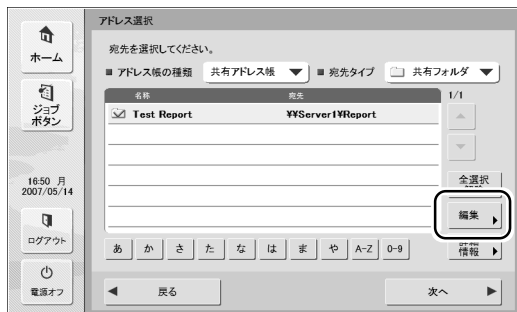 アドレス選択
ホーム
宛先を選択してください。
■ アドレス帳の種類 共有アドレス帳 ▼ ■ 宛先タイプ 共有フォルダ ▼
名称 宛先 1/1
Test Report ¥¥Server1¥Report
ジョブ
ボタン
16:50 月
2007/05/14
全選択
編集
ログアウト
あ か さ た な は ま や A-Z 0-9
情報
電源オフ
戻る
次へ